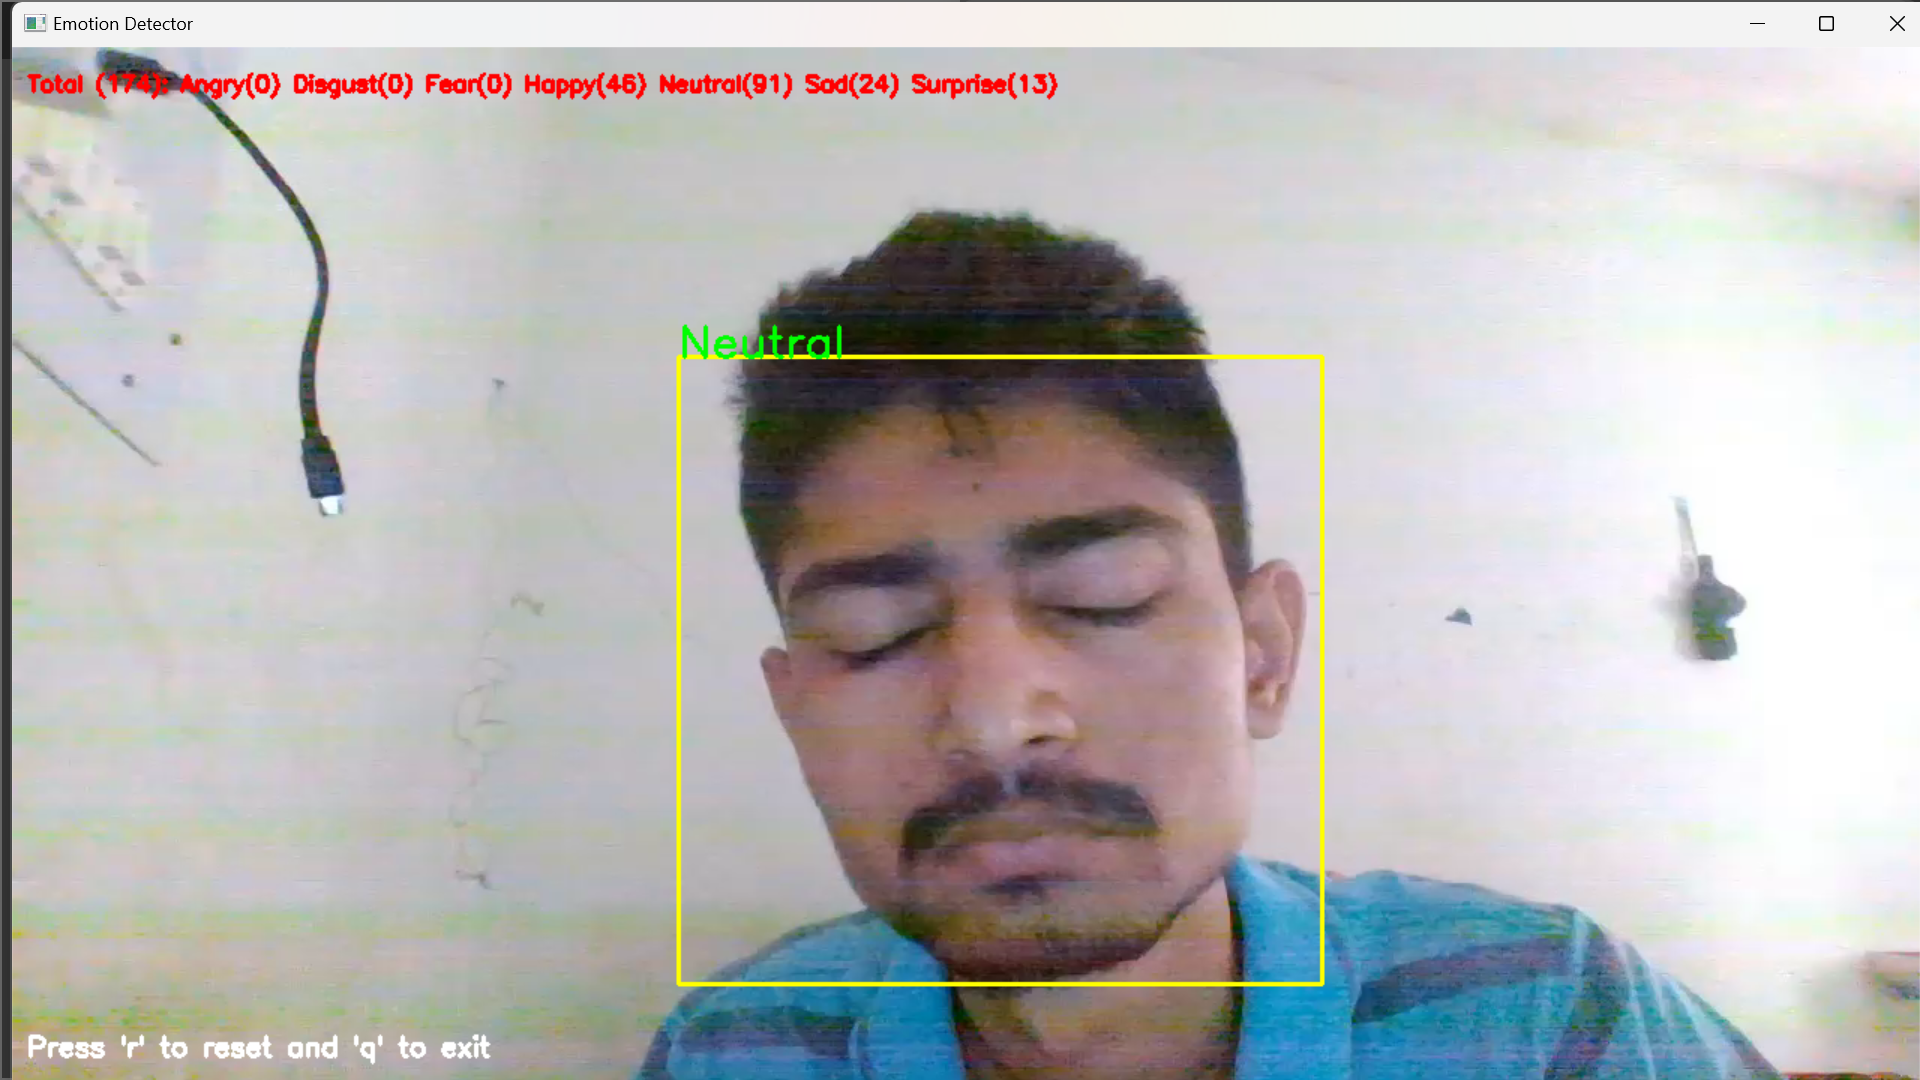 Emotion Detector
Total (174): Angry(0) Disgust(0) Fear(0) Happy(46) Neutral(91) Sad(24) Surprise(13)
Neutral
Press 'r' to reset and 'q' to exit